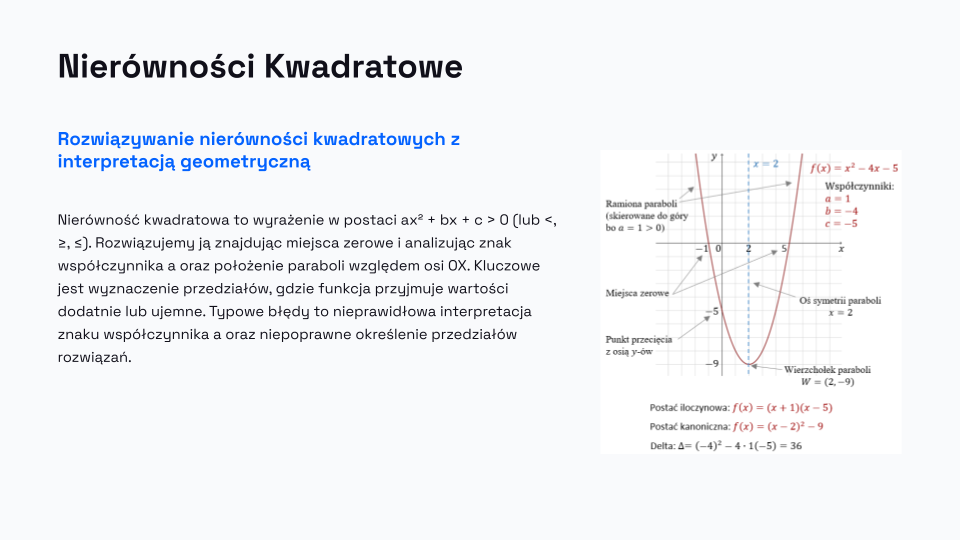 Nierówności Kwadratowe
Rozwiązywanie nierówności kwadratowych z
interpretacją geometryczną
Nierówność kwadratowa to wyrażenie w postaci ax² + bx + c > 0 (lub <,
≥, ≤). Rozwiązujemy ją znajdując miejsca zerowe i analizując znak
współczynnika a oraz położenie paraboli względem osi OX. Kluczowe
jest wyznaczenie przedziałów, gdzie funkcja przyjmuje wartości
dodatnie lub ujemne. Typowe błędy to nieprawidłowa interpretacja
znaku współczynnika a oraz niepoprawne określenie przedziałów
rozwiązań.
y
x = 2
f(x) = x² − 4x − 5
Współczynniki:
a = 1
b = −4
c = −5
Ramiona paraboli
(skierowane do góry
bo a = 1 > 0)
−1 0 2 5 x
Miejsca zerowe
Oś symetrii paraboli
x = 2
−5
Punkt przecięcia
z osią y-ów
−9
Wierzchołek paraboli
W = (2, −9)
Postać iloczynowa: f(x) = (x + 1)(x − 5)
Postać kanoniczna: f(x) = (x − 2)² − 9
Delta: Δ= (−4)² − 4 · 1(−5) = 36